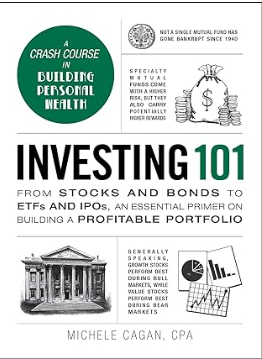 A
CRASH COURSE
IN
BUILDING
PERSONAL
WEALTH
NOT A SINGLE MUTUAL FUND HAS
GONE BANKRUPT SINCE 1940
SPECIALTY
MUTUAL
FUNDS COME
WITH A HIGHER
RISK, BUT THEY
ALSO CARRY
POTENTIALLY
HIGHER REWARDS
INVESTING 101
FROM STOCKS AND BONDS TO
ETFs AND IPOs, AN ESSENTIAL PRIMER ON
BUILDING A PROFITABLE PORTFOLIO
GENERALLY
SPEAKING,
GROWTH STOCKS
PERFORM BEST
DURING BULL
MARKETS, WHILE
VALUE STOCKS
PERFORM BEST
DURING BEAR
MARKETS
MICHELE CAGAN, CPA